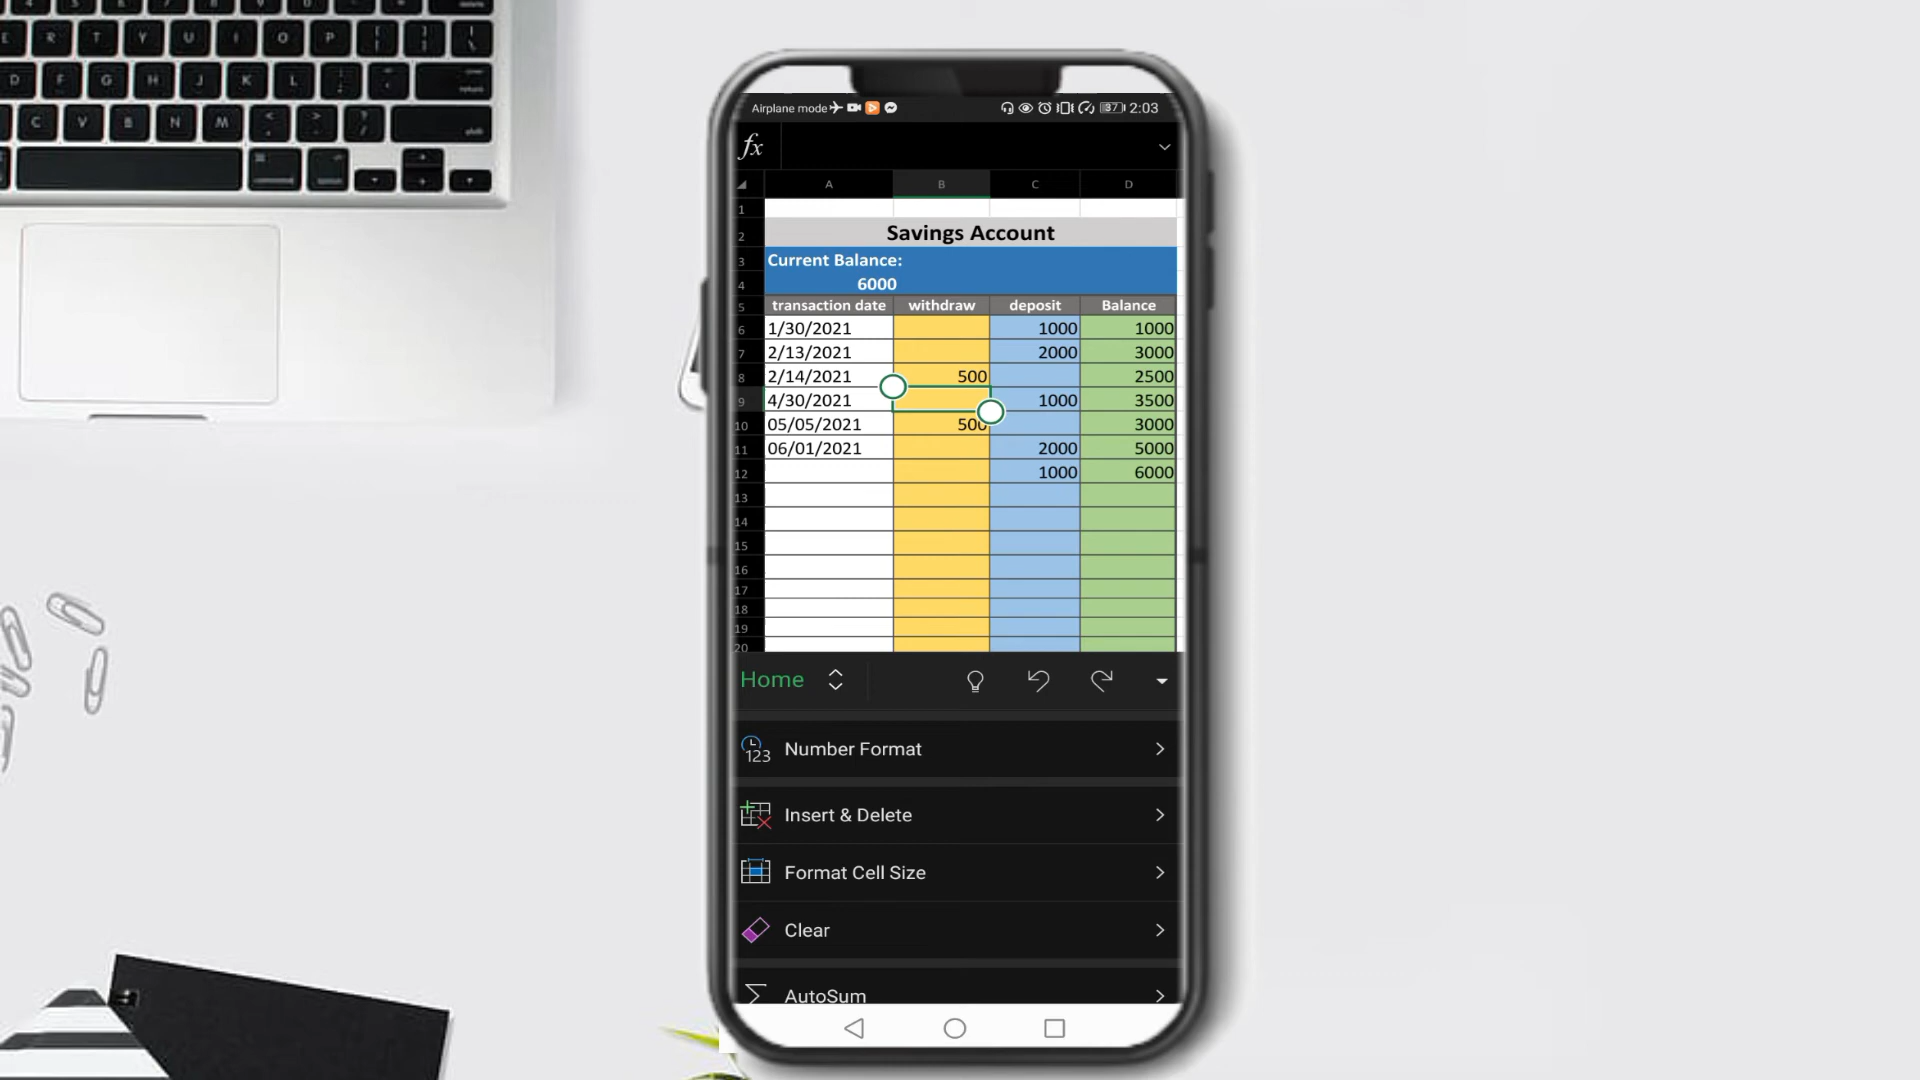 E R T Y U I O P
D F G H J K L
C V B N M
Airplane mode 37 2:03
fx
A B C D
1
2 Savings Account
3 Current Balance:
4 6000
5 transaction date withdraw deposit Balance
6 1/30/2021 1000 1000
7 2/13/2021 2000 3000
8 2/14/2021 500 2500
9 4/30/2021 1000 3500
10 05/05/2021 500 3000
11 06/01/2021 2000 5000
12 1000 6000
13
14
15
16
17
18
19
20
Home
123 Number Format
Insert & Delete
Format Cell Size
Clear
AutoSum